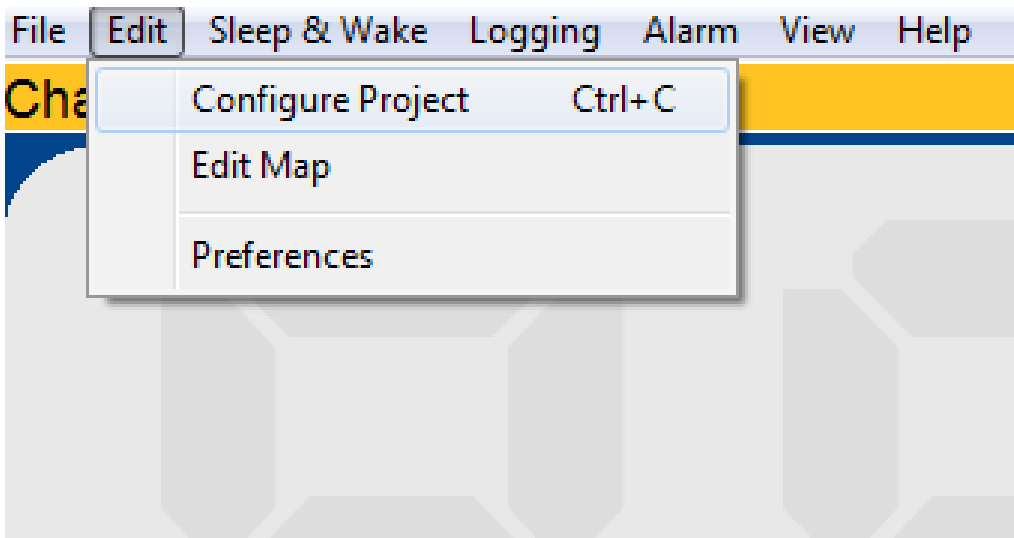 File Edit Sleep & Wake Logging Alarm View Help
Configure Project Ctrl+C
Edit Map
Preferences